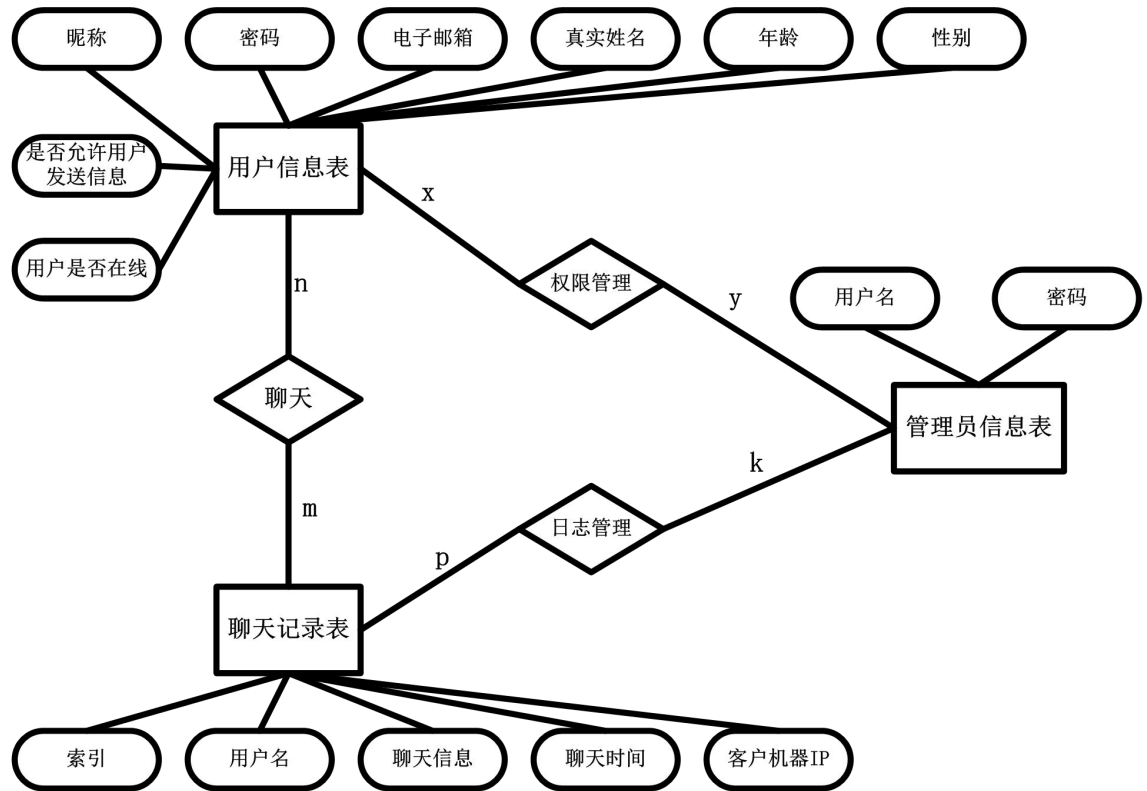 昵称
密码
电子邮箱
真实姓名
年龄
性别
是否允许用户
发送信息
用户信息表
x
用户是否在线
n
权限管理
y
用户名
密码
聊天
管理员信息表
k
m
日志管理
p
聊天记录表
索引
用户名
聊天信息
聊天时间
客户机器IP